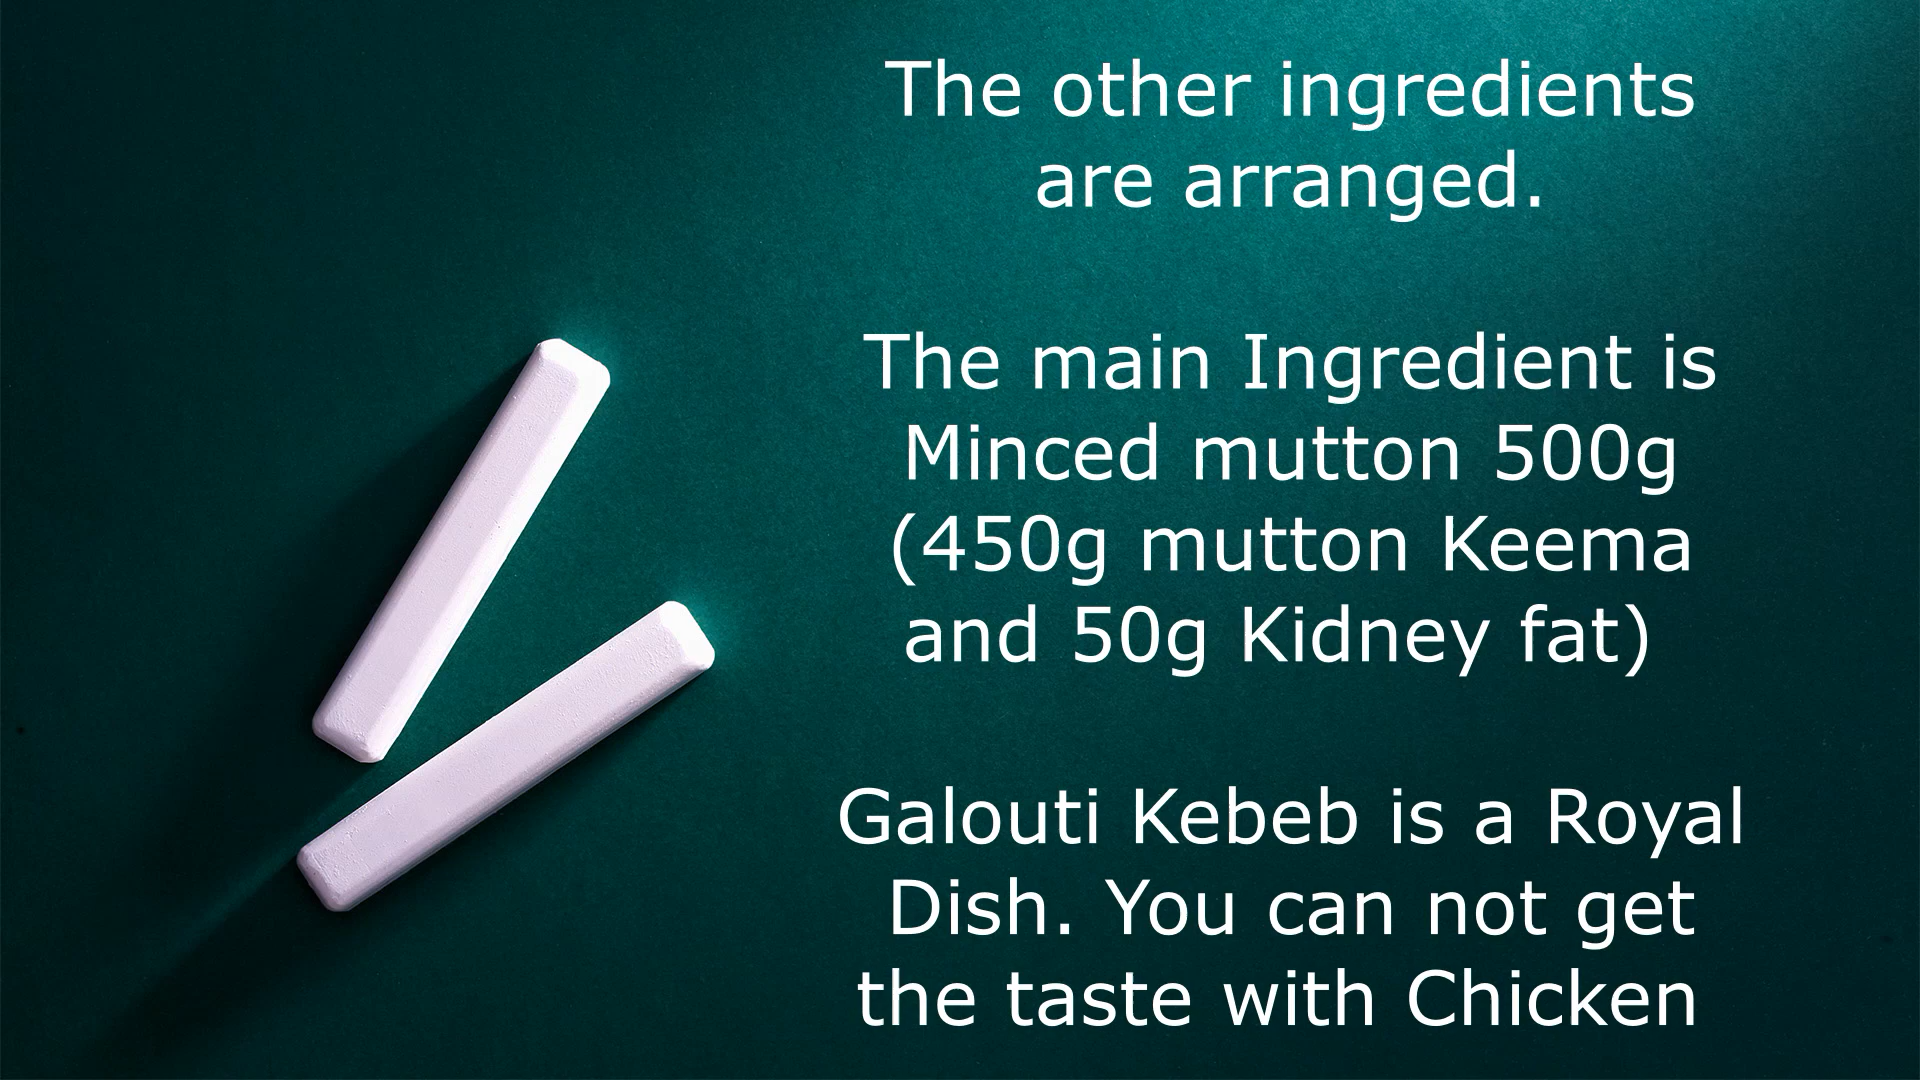 The other ingredients
are arranged.
The main Ingredient is
Minced mutton 500g
(450g mutton Keema
and 50g Kidney fat)
Galouti Kebeb is a Royal
Dish. You can not get
the taste with Chicken